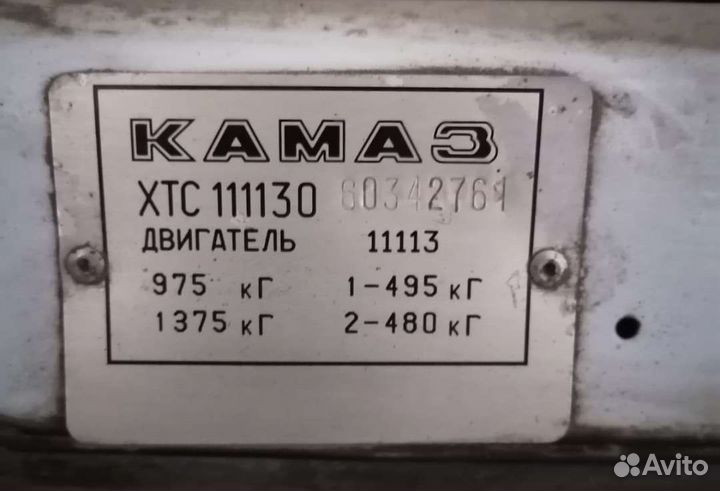 КАМАЗ
ХТС 111130 60342761
ДВИГАТЕЛЬ 11113
975 кГ 1-495 кГ
1375 кГ 2-480 кГ
Avito